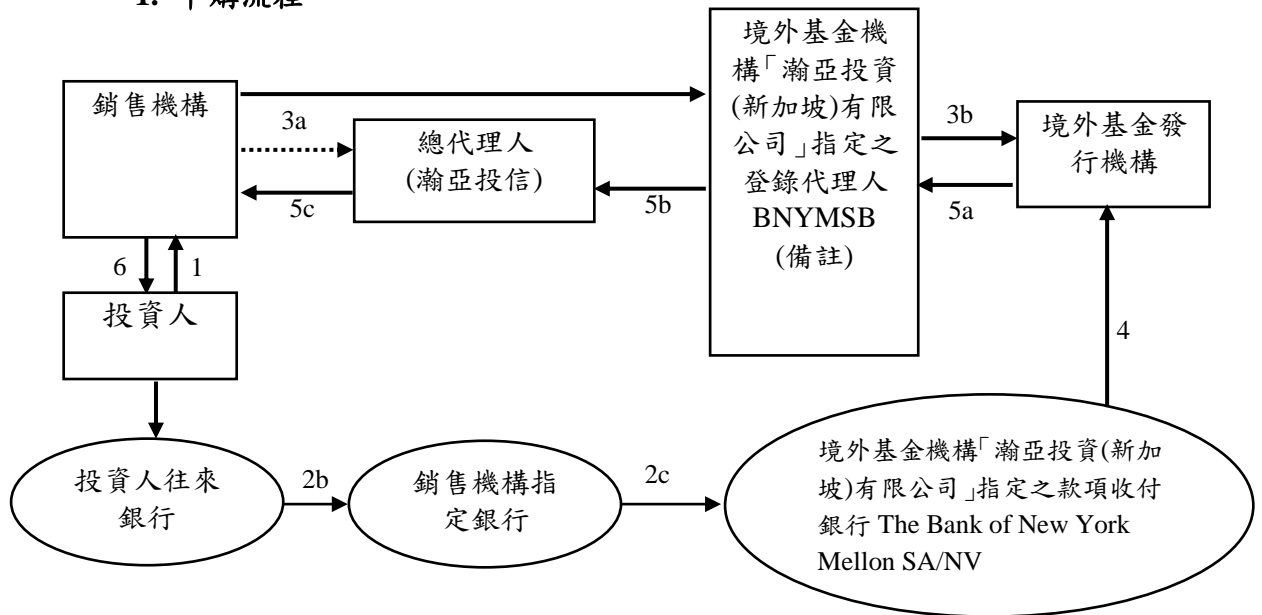 1. 申購流程
銷售機構
3a
總代理人
(瀚亞投信)
5c
5b
境外基金機
構「瀚亞投資
(新加坡)有限
公司」指定之
登錄代理人
BNYMSB
(備註)
3b
5a
境外基金發
行機構
6
1
投資人
4
投資人往來
銀行
2b
銷售機構指
定銀行
2c
境外基金機構「瀚亞投資(新加
坡)有限公司」指定之款項收付
銀行 The Bank of New York
Mellon SA/NV